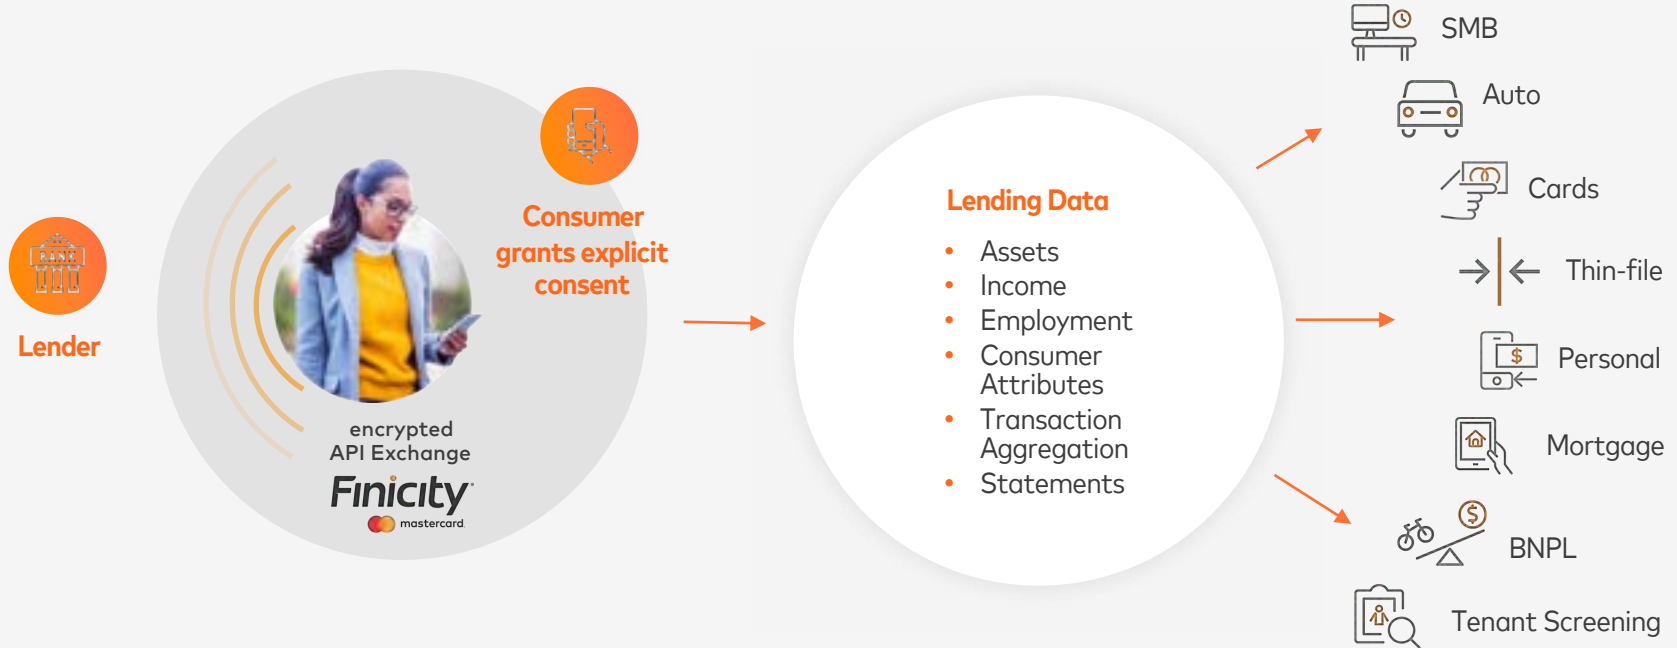 BANK
Lender
Consumer
grants explicit
consent
encrypted
API Exchange
Finicity
mastercard.
Lending Data
• Assets
• Income
• Employment
• Consumer
Attributes
• Transaction
Aggregation
• Statements
SMB
Auto
Cards
Thin-file
$
Personal
Mortgage
$
BNPL
Tenant Screening